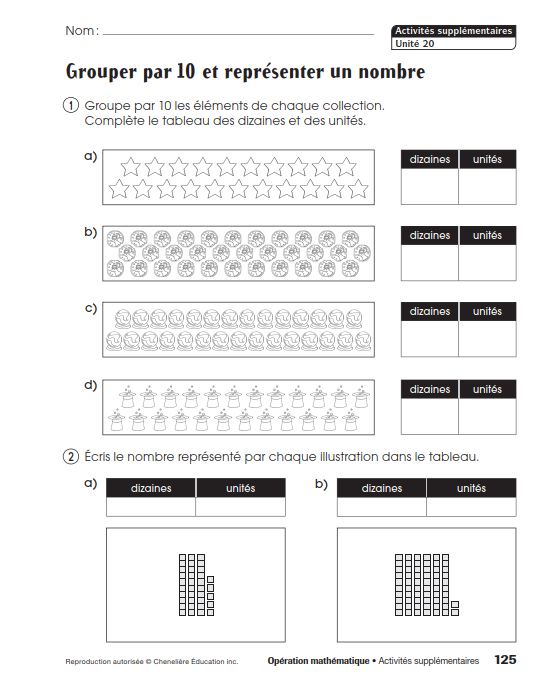 Nom :
Activités supplémentaires
Unité 20
Grouper par 10 et représenter un nombre
1 Groupe par 10 les éléments de chaque collection.
Complète le tableau des dizaines et des unités.
a) dizaines unités
b) dizaines unités
c) dizaines unités
d) dizaines unités
2 Écris le nombre représenté par chaque illustration dans le tableau.
a) dizaines unités b) dizaines unités
Reproduction autorisée © Chenelière Éducation inc. Opération mathématique • Activités supplémentaires 125